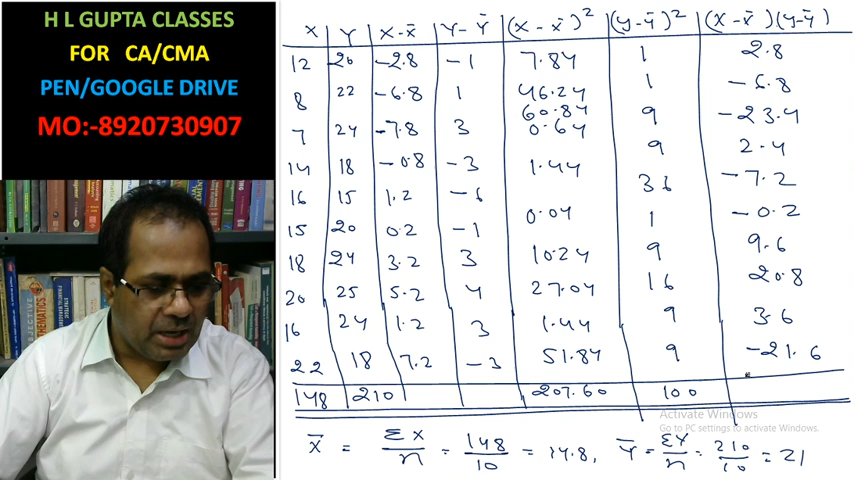 H L GUPTA CLASSES
FOR CA/CMA
PEN/GOOGLE DRIVE
MO:-8920730907
X Y X-x̄ Y-Ȳ (X-x̄)² (y-ȳ)² (X-x̄)(y-ȳ)
12 20 -2.8 -1 7.84 1 2.8
8 22 -6.8 1 46.24 1 -6.8
7 24 -7.8 3 60.84 9 -23.4
14 18 -0.8 -3 0.64 9 2.4
16 15 1.2 -6 1.44 36 -7.2
15 20 0.2 -1 0.04 1 -0.2
18 24 3.2 3 10.24 9 9.6
20 25 5.2 4 27.04 16 20.8
16 24 1.2 3 1.44 9 3.6
22 18 7.2 -3 51.84 9 -21.6
148 210 207.60 100
Activate Windows
Go to PC settings to activate Windows.
X̄ = ΣX/n = 148/10 = 14.8, Ȳ = ΣY/n = 210/10 = 21
OBJECTIVE MATHEMATICS